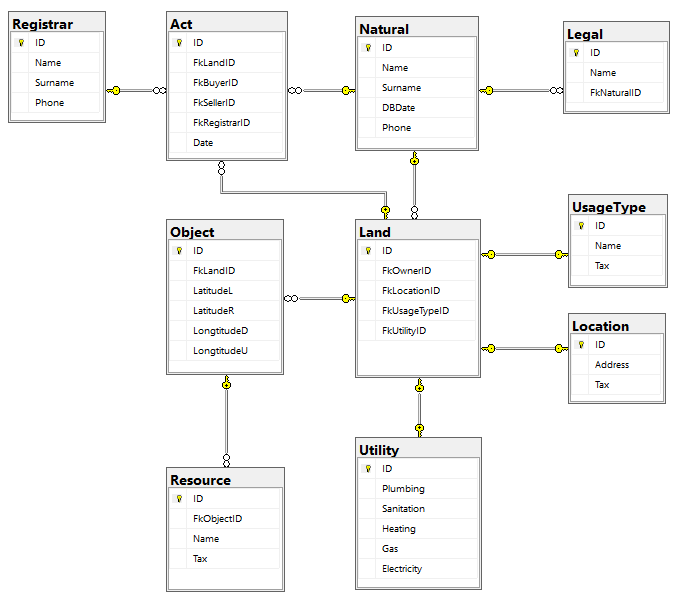 Registrar
ID
Name
Surname
Phone
Act
ID
FkLandID
FkBuyerID
FkSellerID
FkRegistrarID
Date
Natural
ID
Name
Surname
DBDate
Phone
Legal
ID
Name
FkNaturalID
Object
ID
FkLandID
LatitudeL
LatitudeR
LongtitudeD
LongtitudeU
Land
ID
FkOwnerID
FkLocationID
FkUsageTypeID
FkUtilityID
UsageType
ID
Name
Tax
Location
ID
Address
Tax
Resource
ID
FkObjectID
Name
Tax
Utility
ID
Plumbing
Sanitation
Heating
Gas
Electricity